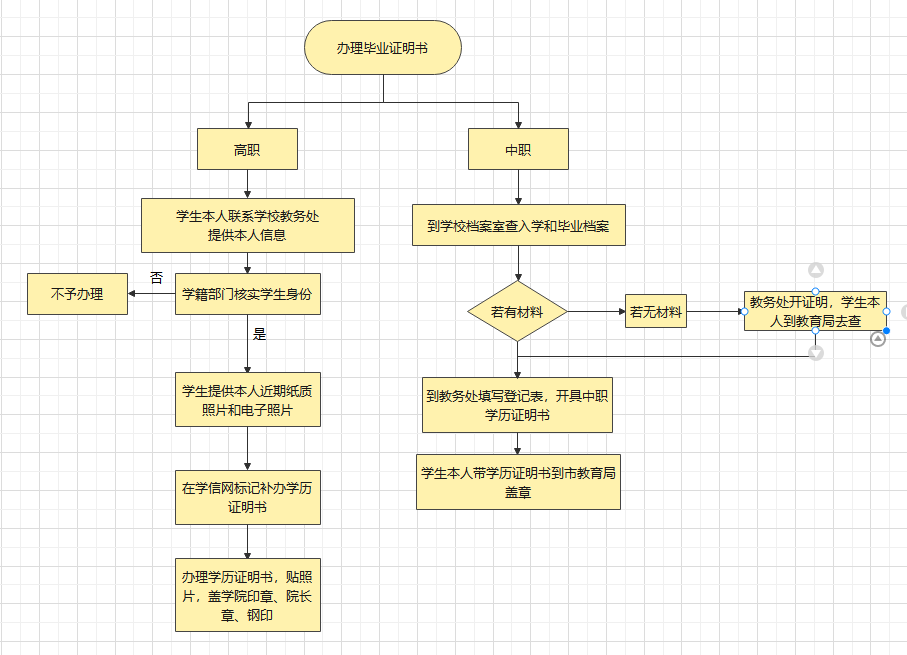 办理毕业证明书
高职
中职
学生本人联系学校教务处
提供本人信息
到学校档案室查入学和毕业档案
否
不予办理
学籍部门核实学生身份
是
若有材料
若无材料
教务处开证明，学生本
人到教育局去查
学生提供本人近期纸质
照片和电子照片
到教务处填写登记表，开具中职
学历证明书
在学信网标记补办学历
证明书
学生本人带学历证明书到市教育局
盖章
办理学历证明书，贴照
片，盖学院印章、院长
章、钢印